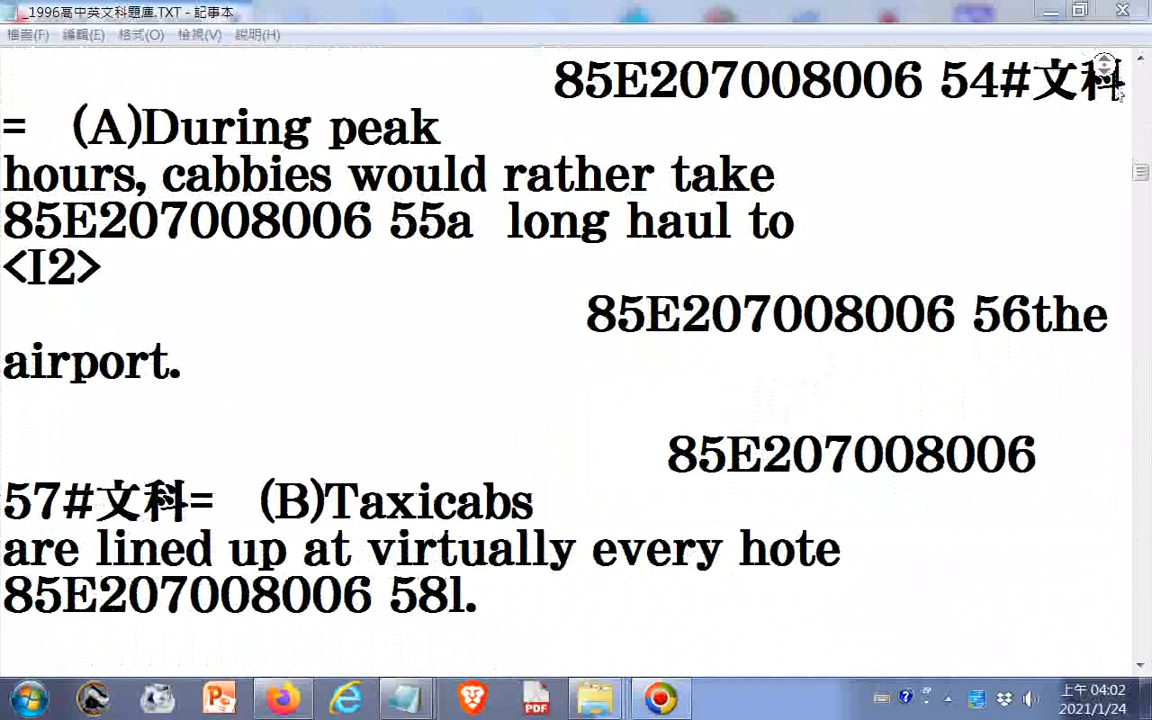 _1996高中英文科題庫.TXT - 記事本
檔案(F) 編輯(E) 格式(O) 檢視(V) 說明(H)
85E207008006 54#文科
= (A)During peak
hours, cabbies would rather take
85E207008006 55a long haul to
<I2>
85E207008006 56the
airport.
85E207008006
57#文科= (B)Taxicabs
are lined up at virtually every hote
85E207008006 58l.
PDF
上午 04:02
2021/1/24